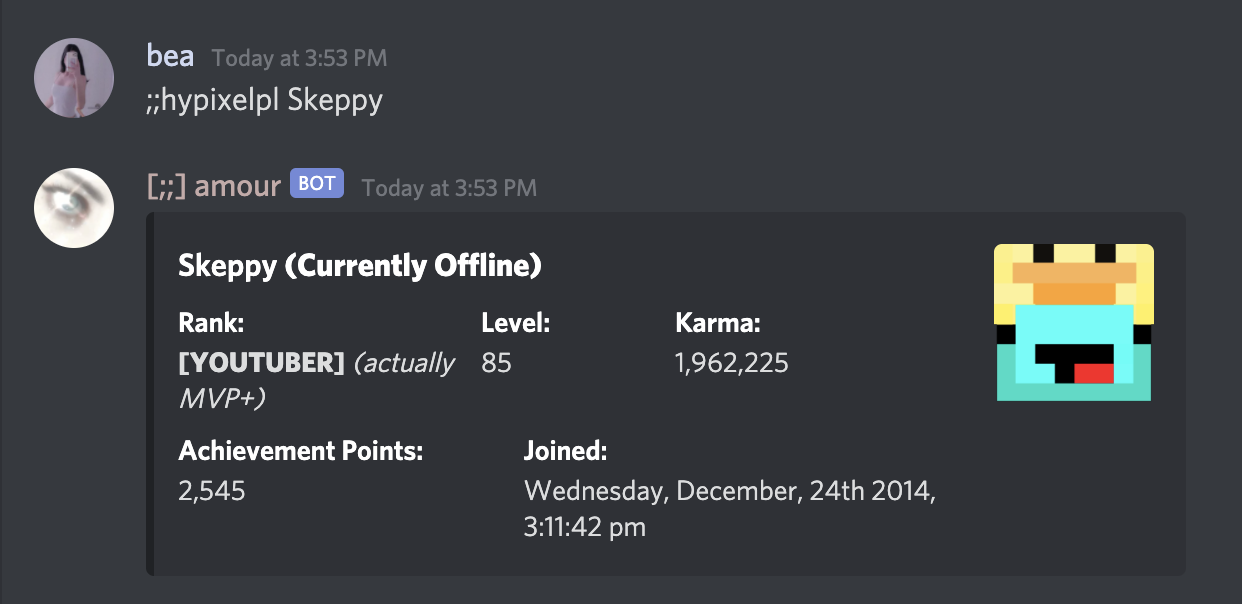 bea Today at 3:53 PM
;;hypixelpl Skeppy
[;;] amour BOT Today at 3:53 PM
Skeppy (Currently Offline)
Rank: Level: Karma:
[YOUTUBER] (actually 85 1,962,225
MVP+)
Achievement Points: Joined:
2,545 Wednesday, December, 24th 2014,
3:11:42 pm